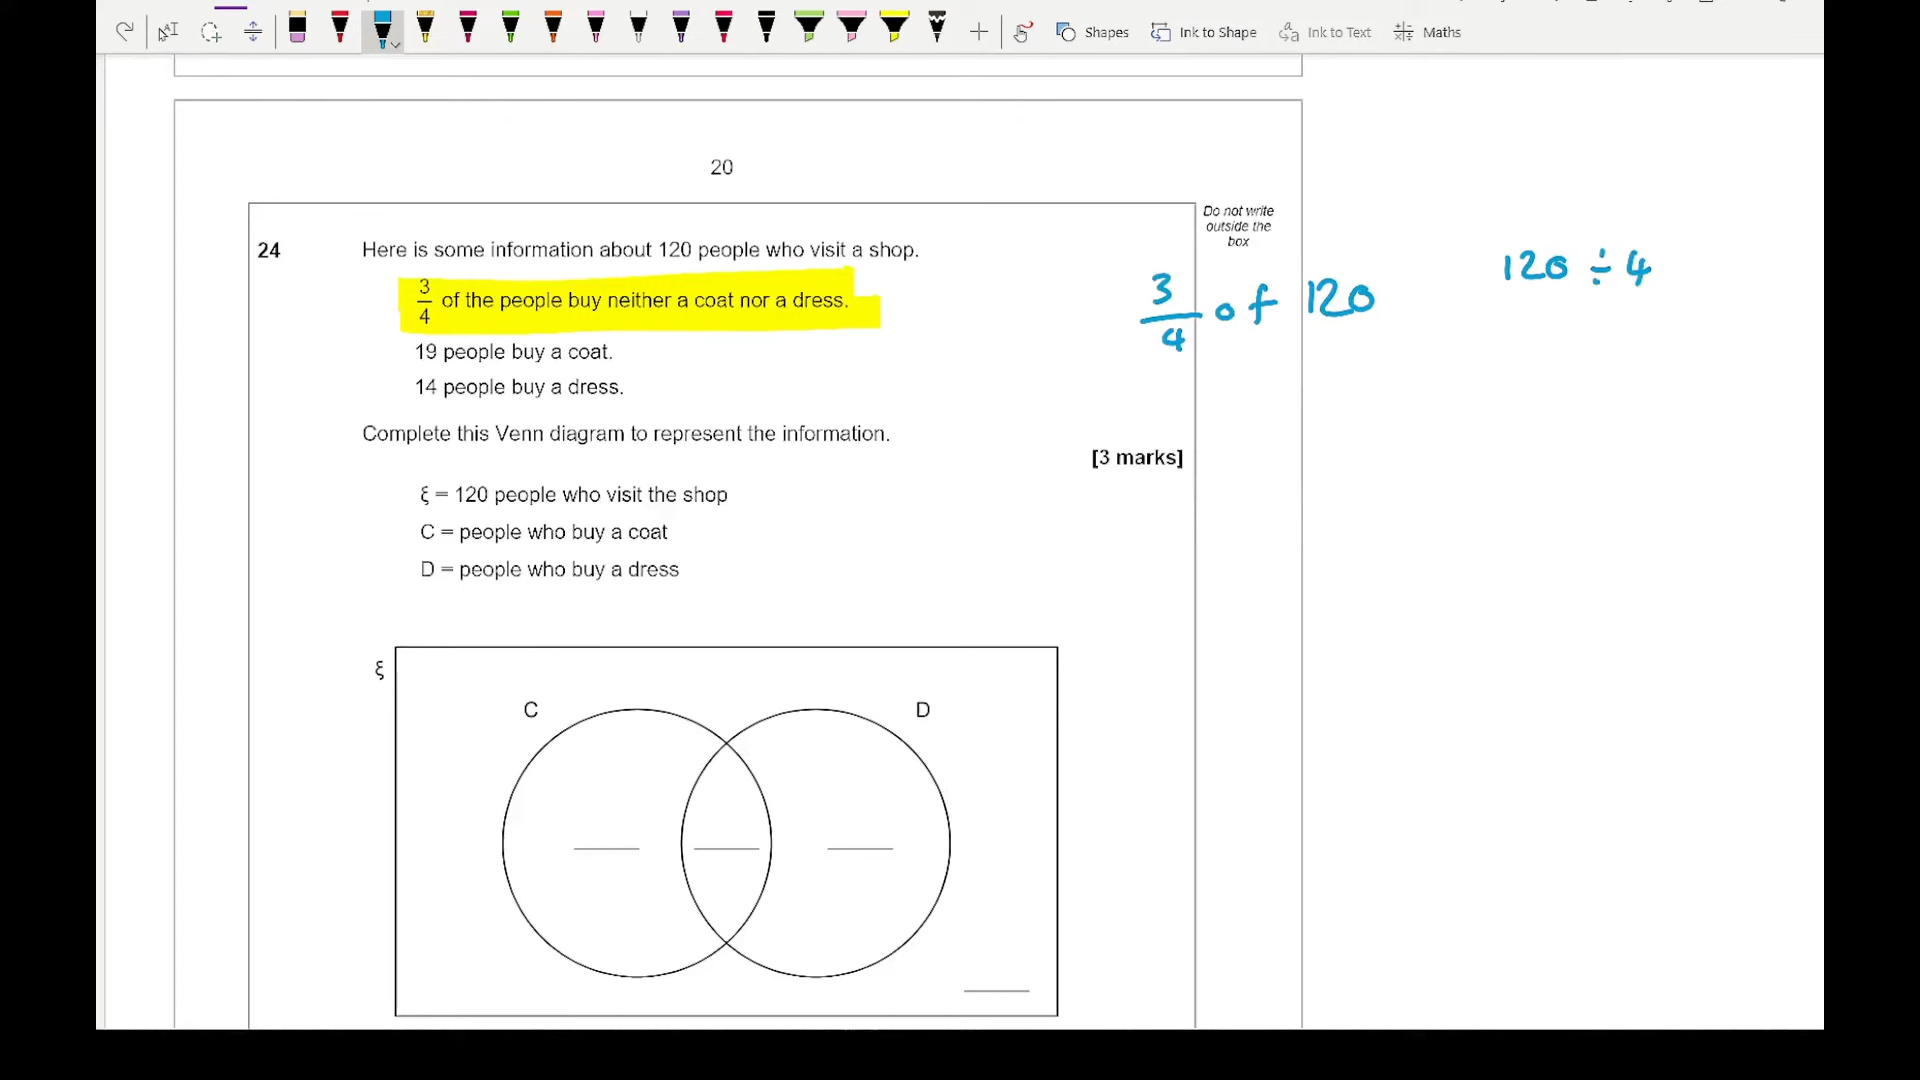 Shapes Ink to Shape Ink to Text Maths
20
Do not write
outside the
box
24 Here is some information about 120 people who visit a shop.
3/4 of the people buy neither a coat nor a dress.
19 people buy a coat.
14 people buy a dress.
3/4 of 120
120 ÷ 4
Complete this Venn diagram to represent the information.
[3 marks]
ξ = 120 people who visit the shop
C = people who buy a coat
D = people who buy a dress
ξ
C D